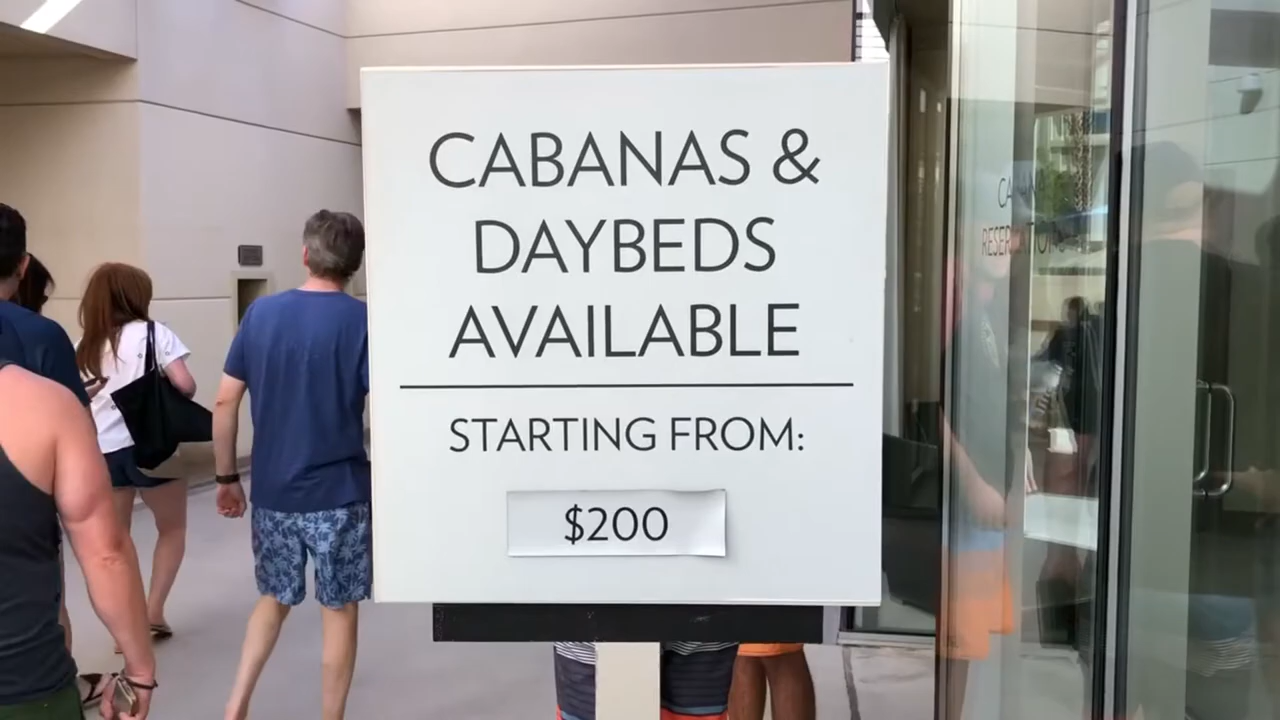 CABANAS &
DAYBEDS
AVAILABLE
STARTING FROM:
$200